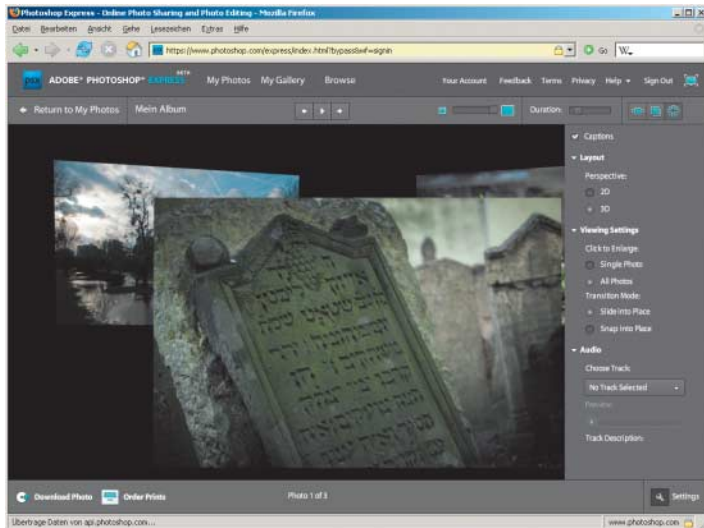 Photoshop Express - Online Photo Sharing and Photo Editing - Mozilla Firefox
Datei Bearbeiten Ansicht Gehe Lesezeichen Extras Hilfe
https://www.photoshop.com/express/index.html?bypass&wf=signin
Go
W
ADOBE® PHOTOSHOP® EXPRESS BETA My Photos My Gallery Browse Your Account Feedback Terms Privacy Help Sign Out
Return to My Photos Mein Album Duration:
Captions
Layout
Perspective:
2D
3D
Viewing Settings
Click to Enlarge:
Single Photo
All Photos
Transition Mode:
Slide into Place
Snap into Place
Audio
Choose Track:
No Track Selected
Preview:
Track Description:
Download Photo Order Prints Photo 1 of 8 Settings
Übertrage Daten von api.photoshop.com... www.photoshop.com